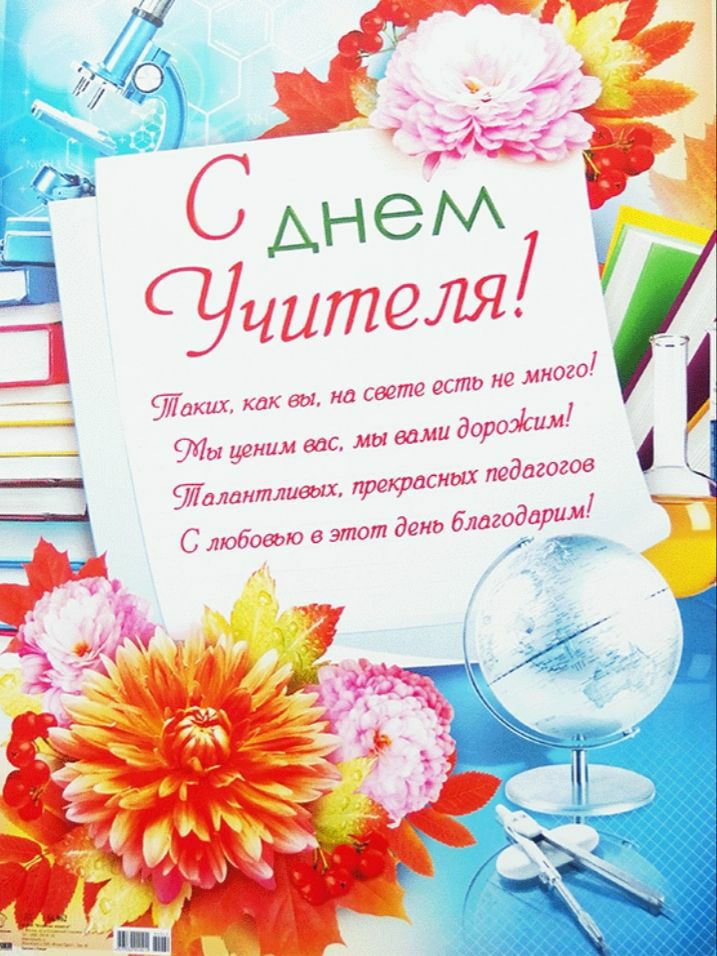 С днем
Учителя!
Таких, как вы, на свете есть не много!
Мы ценим вас, мы вами дорожим!
Талантливых, прекрасных педагогов
С любовью в этот день благодарим!